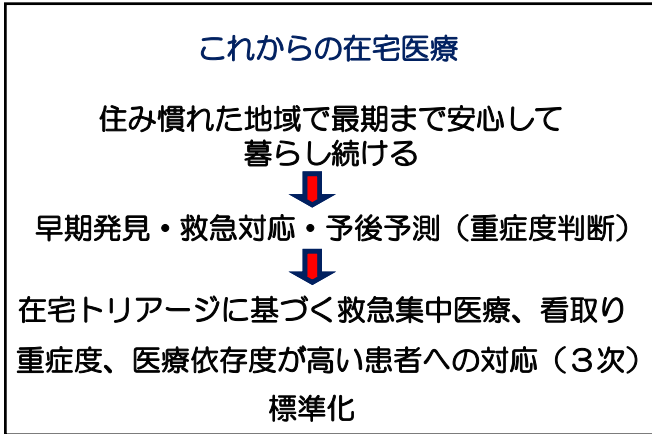 これからの在宅医療
住み慣れた地域で最期まで安心して
暮らし続ける
早期発見・救急対応・予後予測（重症度判断）
在宅トリアージに基づく救急集中医療、看取り
重症度、医療依存度が高い患者への対応（３次）
標準化